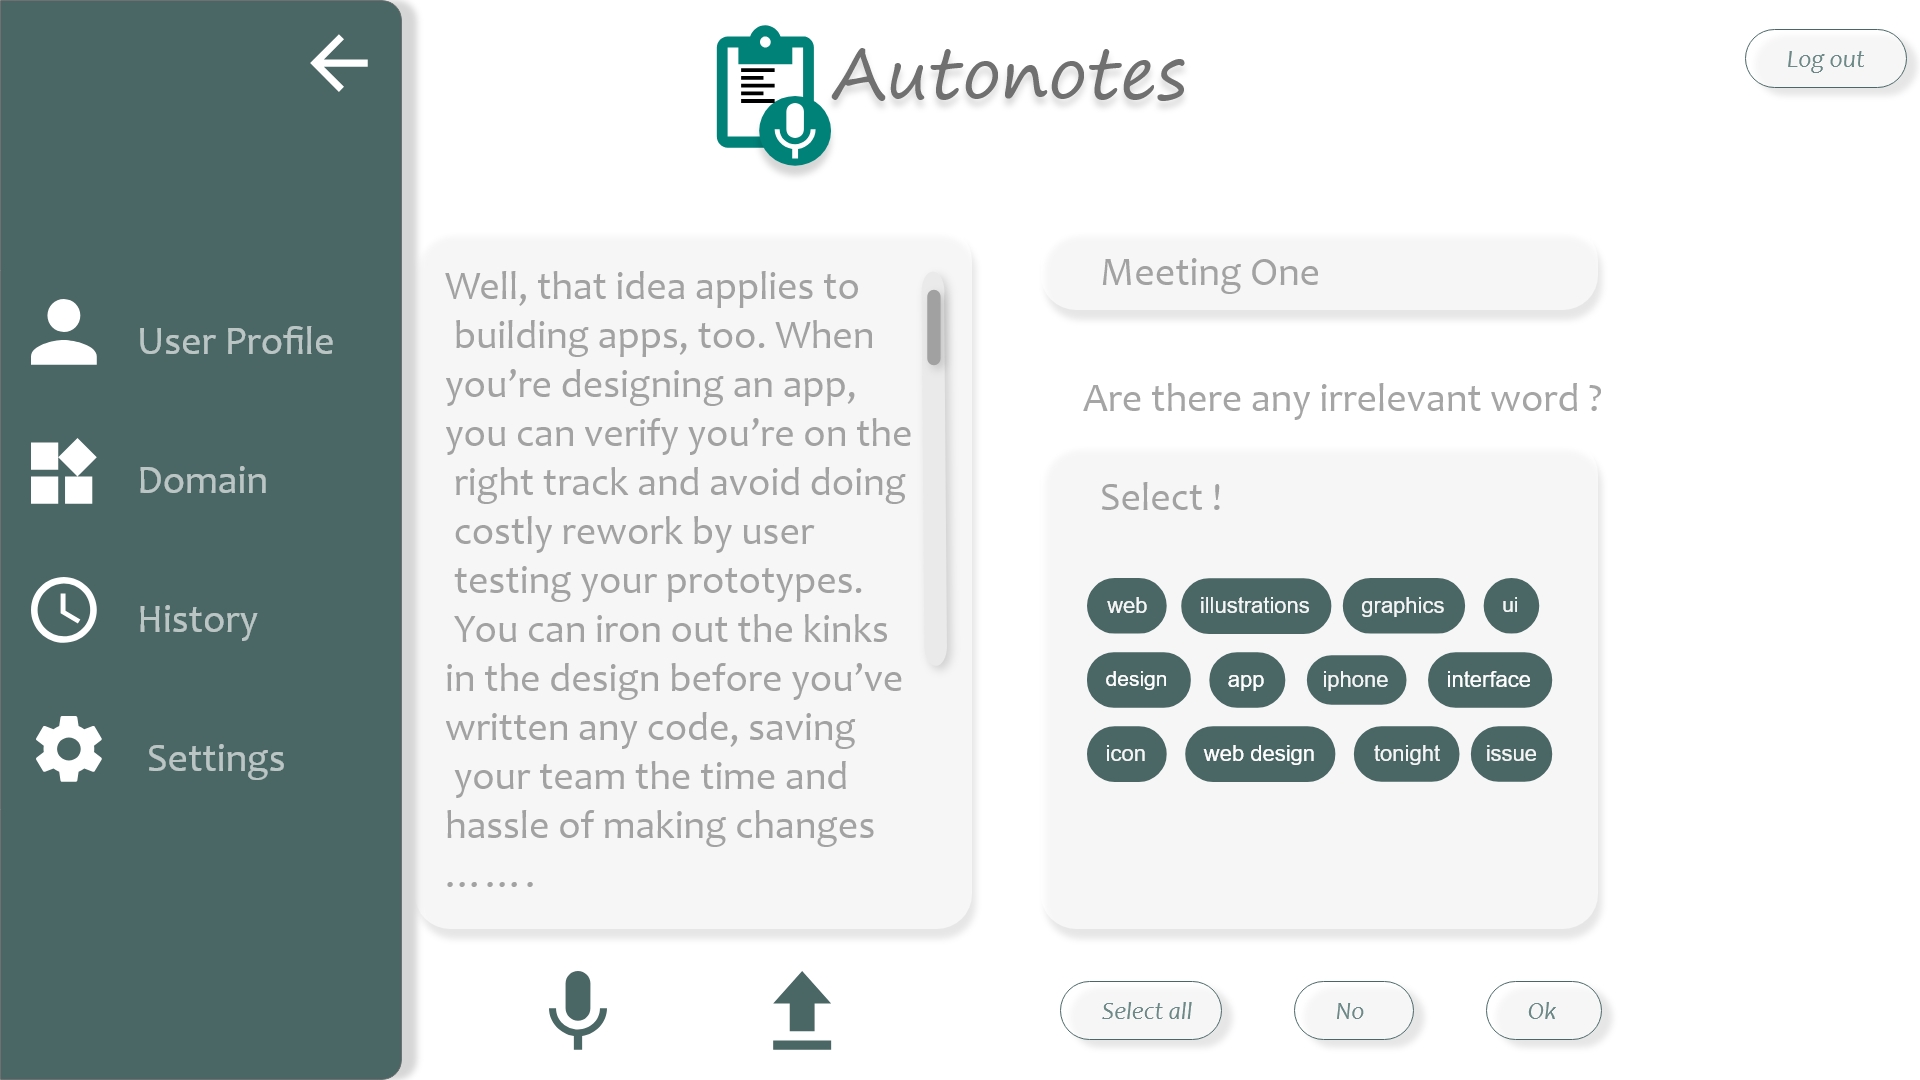 Autonotes
Log out
User Profile
Domain
History
Settings
Well, that idea applies to
building apps, too. When
you’re designing an app,
you can verify you’re on the
right track and avoid doing
costly rework by user
testing your prototypes.
You can iron out the kinks
in the design before you’ve
written any code, saving
your team the time and
hassle of making changes
.......
Meeting One
Are there any irrelevant word ?
Select !
web illustrations graphics ui
design app iphone interface
icon web design tonight issue
Select all No Ok